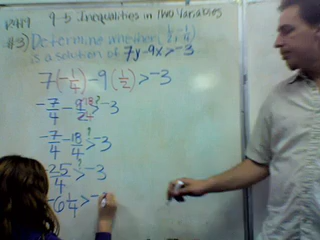 P419 9-5 Inequalities in two Variables
#3) Determine whether (1/2, -1/4)
is a solution of 7y-9x>-3
7(-1/4) -9(1/2) >-3
-7/4 - 9/2 >-3
-7/4 - 18/4 ?> -3
25/4 ?> -3
-6 1/4 > -